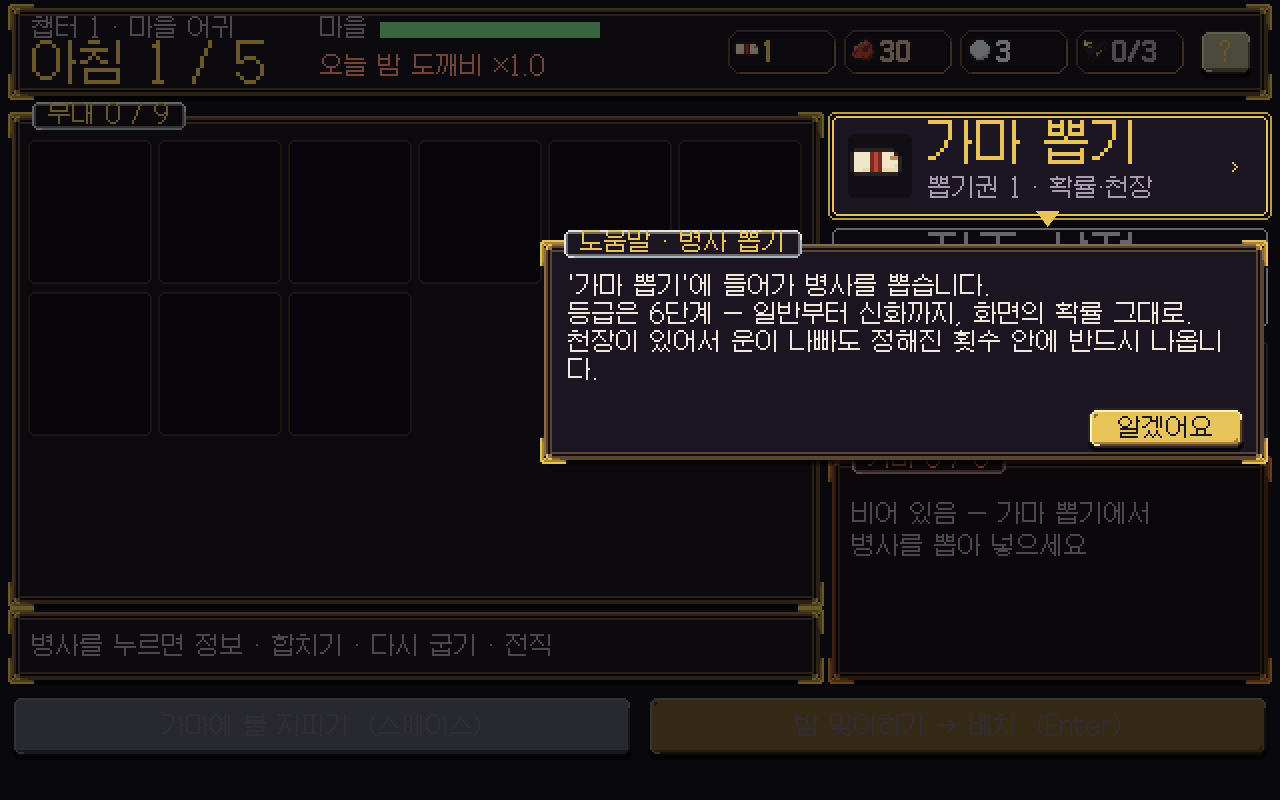 챕터 1 · 마을 어귀
마을
아침 1 / 5
오늘 밤 도깨비 ×1.0
1
30
3
0/3
?
부대 0 / 9
가마 뽑기
뽑기권 1 · 확률·천장
›
도움말 · 병사 뽑기
'가마 뽑기'에 들어가 병사를 뽑습니다.
등급은 6단계 — 일반부터 신화까지, 화면의 확률 그대로.
천장이 있어서 운이 나빠도 정해진 횟수 안에 반드시 나옵니
다.
알겠어요
비어 있음 — 가마 뽑기에서
병사를 뽑아 넣으세요
병사를 누르면 정보 · 합치기 · 다시 굽기 · 전직
가마에 불 지피기 (스페이스)
밤 맞이하기 → 배치 (Enter)